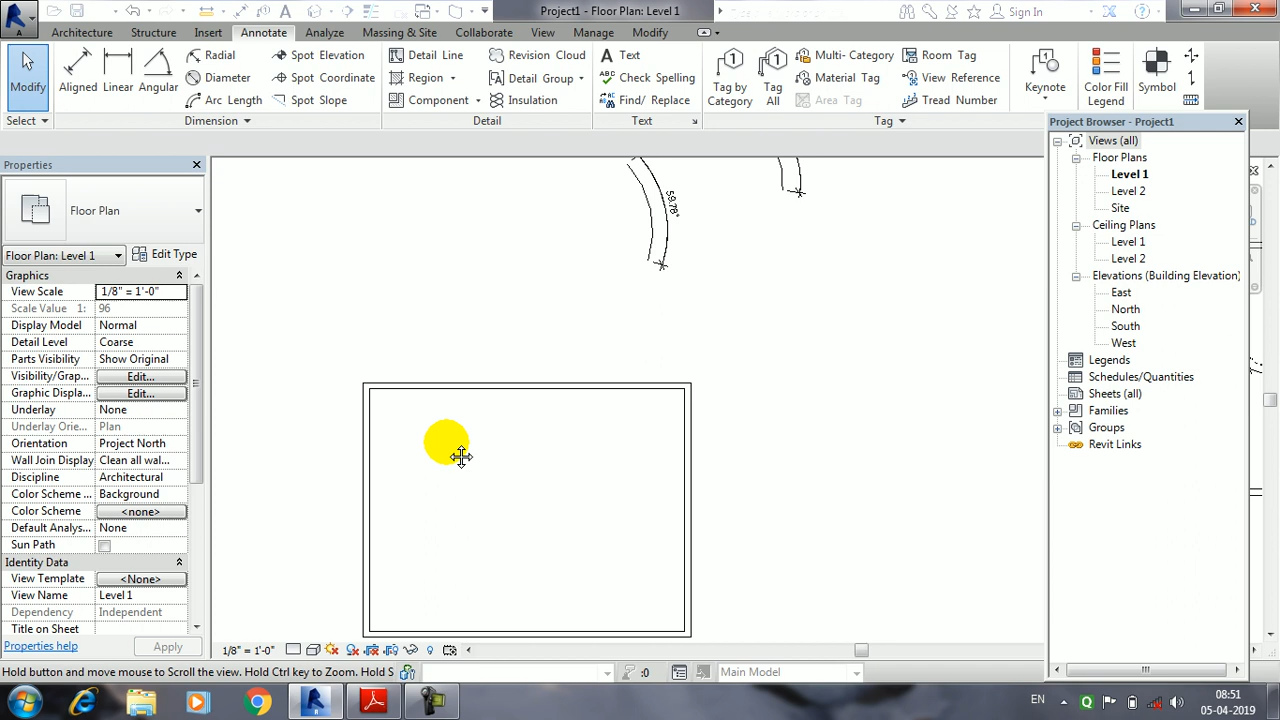 Project1 - Floor Plan: Level 1
Sign In
Architecture Structure Insert Annotate Analyze Massing & Site Collaborate View Manage Modify
Modify
Select
Aligned Linear Angular
Radial
Diameter
Arc Length
Spot Elevation
Spot Coordinate
Spot Slope
Dimension
Detail Line
Region
Component
Revision Cloud
Detail Group
Insulation
Detail
Text
Check Spelling
Find/ Replace
Text
Tag by Category
Tag All
Multi- Category
Material Tag
Area Tag
Room Tag
View Reference
Tread Number
Tag
Keynote
Color Fill Legend
Symbol
Properties
Floor Plan
Floor Plan: Level 1
Edit Type
Graphics
View Scale 1/8" = 1'-0"
Scale Value 1: 96
Display Model Normal
Detail Level Coarse
Parts Visibility Show Original
Visibility/Grap... Edit...
Graphic Displa... Edit...
Underlay None
Underlay Orie... Plan
Orientation Project North
Wall Join Display Clean all wal...
Discipline Architectural
Color Scheme ... Background
Color Scheme <none>
Default Analys... None
Sun Path
Identity Data
View Template <None>
View Name Level 1
Dependency Independent
Title on Sheet
Properties help
Apply
59.78°
Project Browser - Project1
Views (all)
Floor Plans
Level 1
Level 2
Site
Ceiling Plans
Level 1
Level 2
Elevations (Building Elevation)
East
North
South
West
Legends
Schedules/Quantities
Sheets (all)
Families
Groups
Revit Links
1/8" = 1'-0"
Hold button and move mouse to Scroll the view. Hold Ctrl key to Zoom. Hold S
:0
Main Model
EN
08:51
05-04-2019